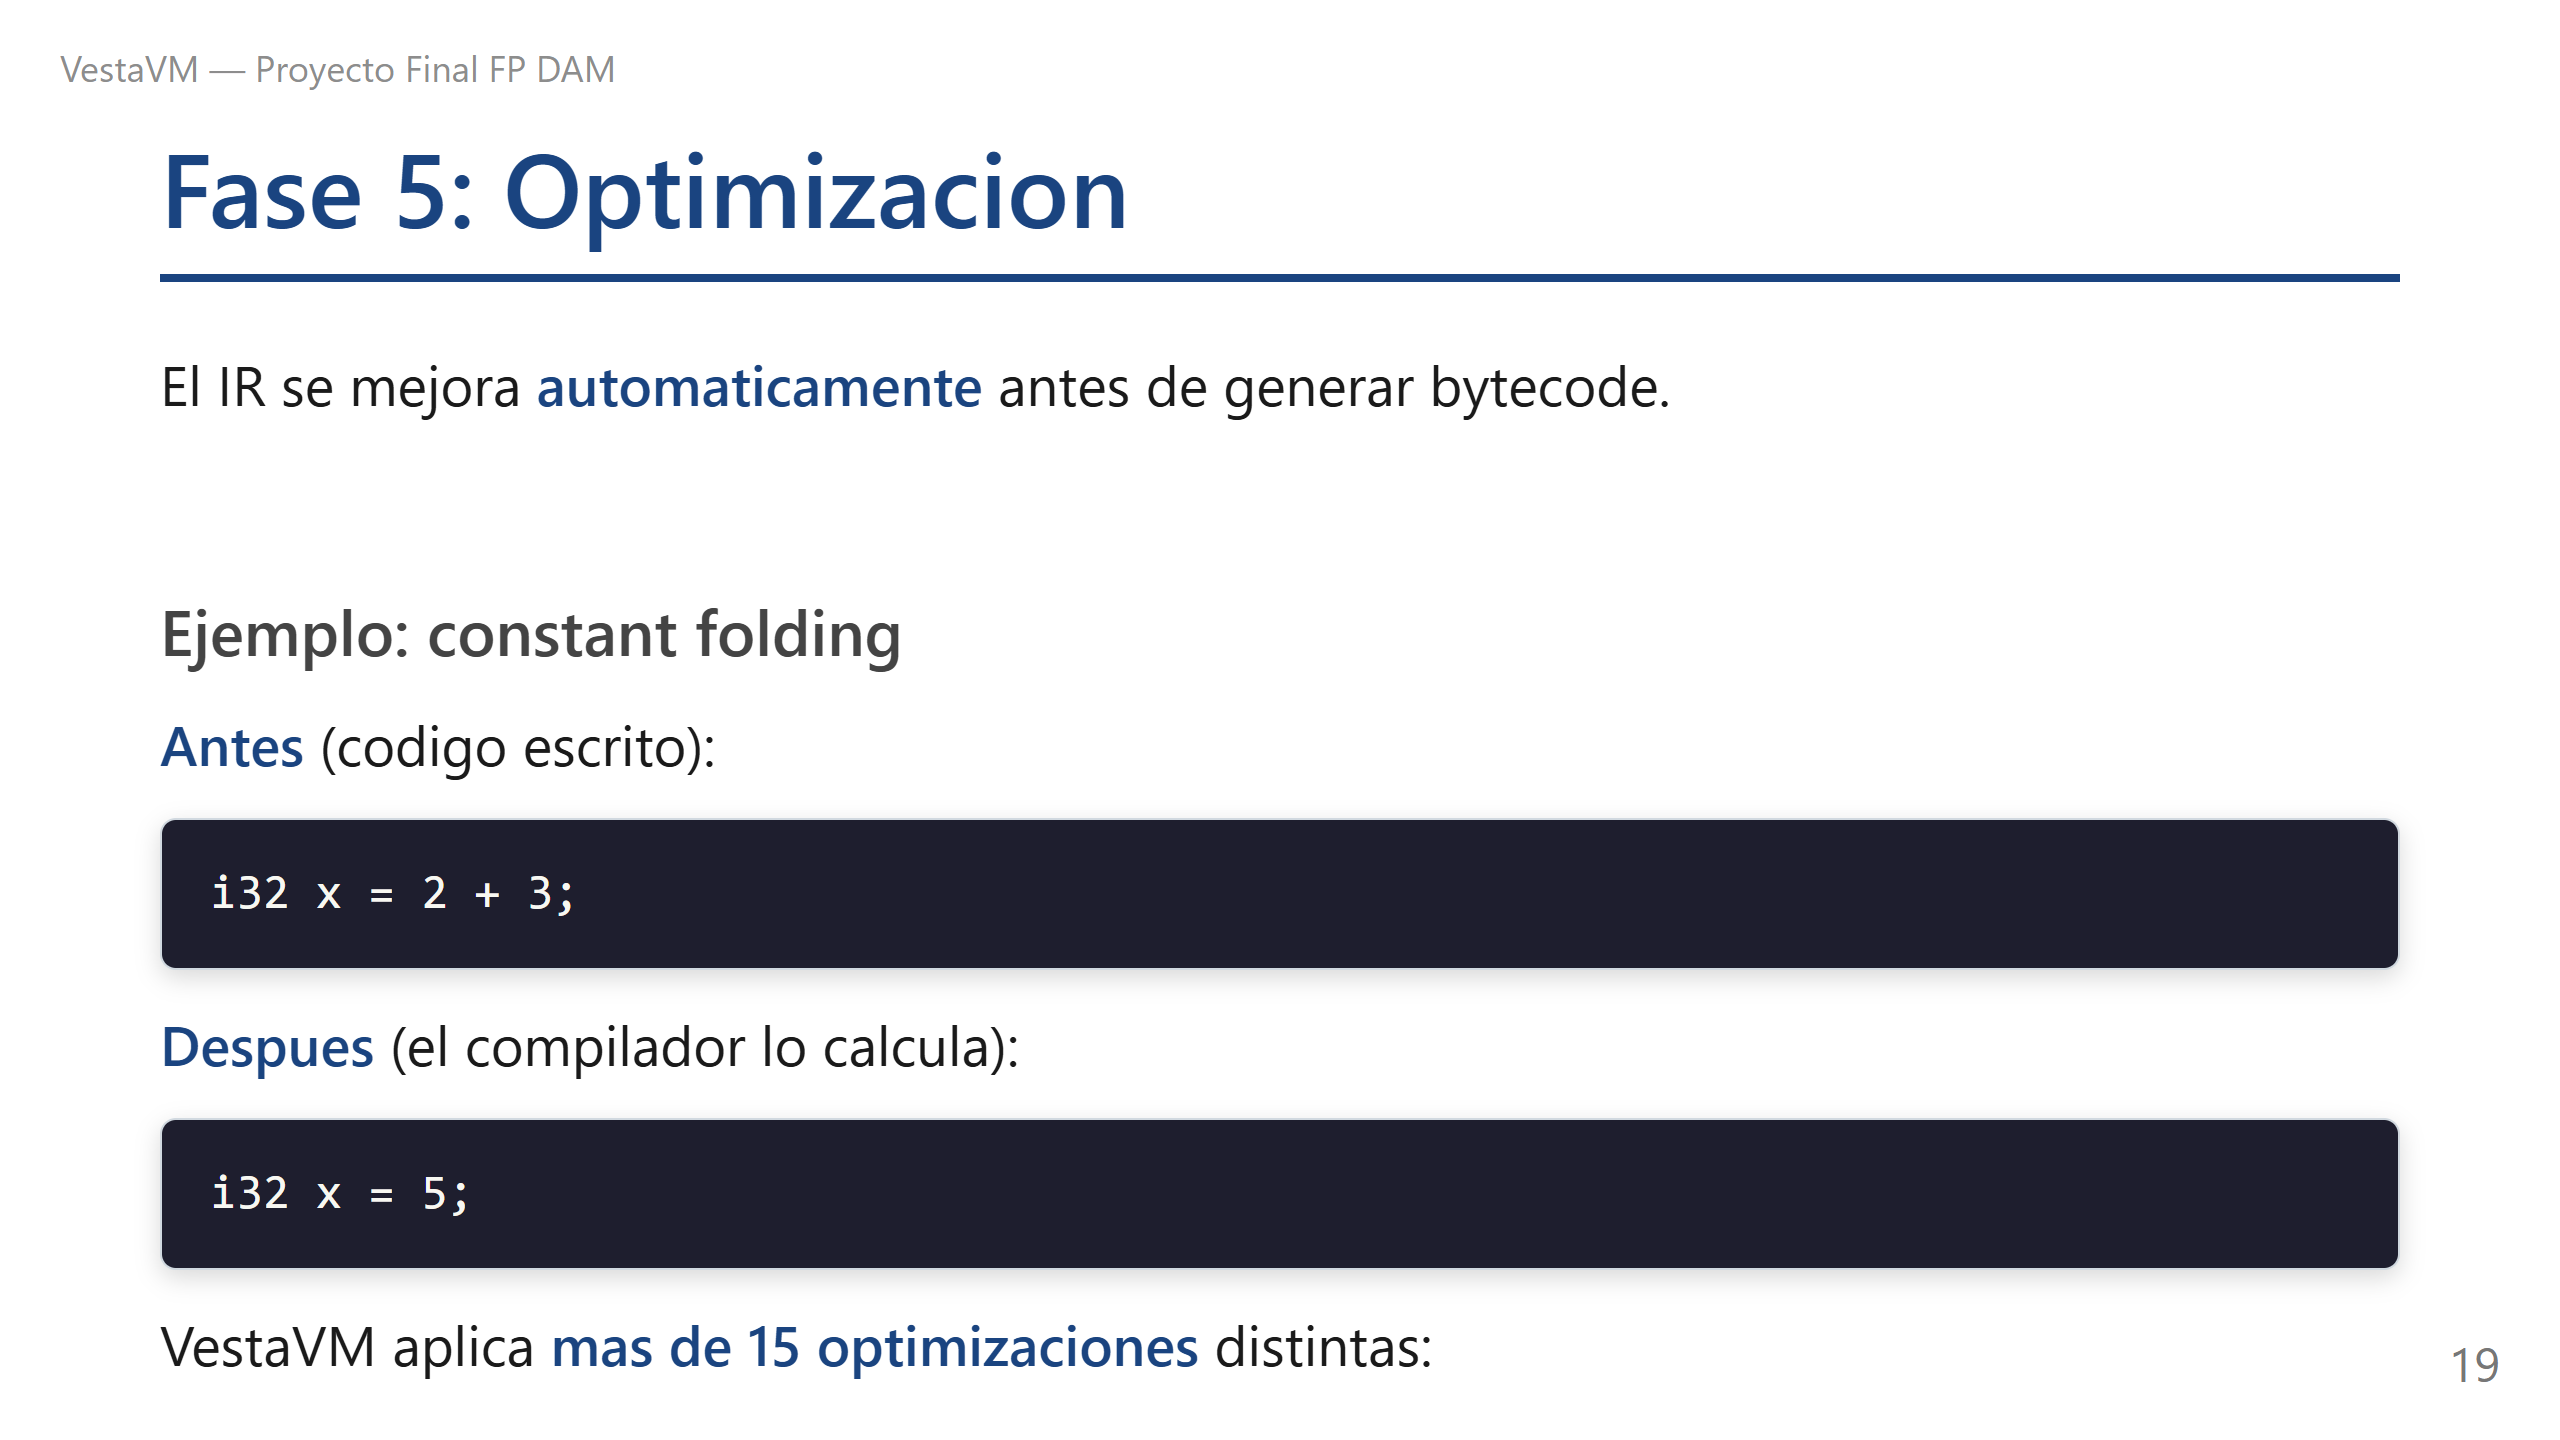 VestaVM — Proyecto Final FP DAM
Fase 5: Optimizacion
El IR se mejora automaticamente antes de generar bytecode.
Ejemplo: constant folding
Antes (codigo escrito):
i32 x = 2 + 3;
Despues (el compilador lo calcula):
i32 x = 5;
VestaVM aplica mas de 15 optimizaciones distintas:
19